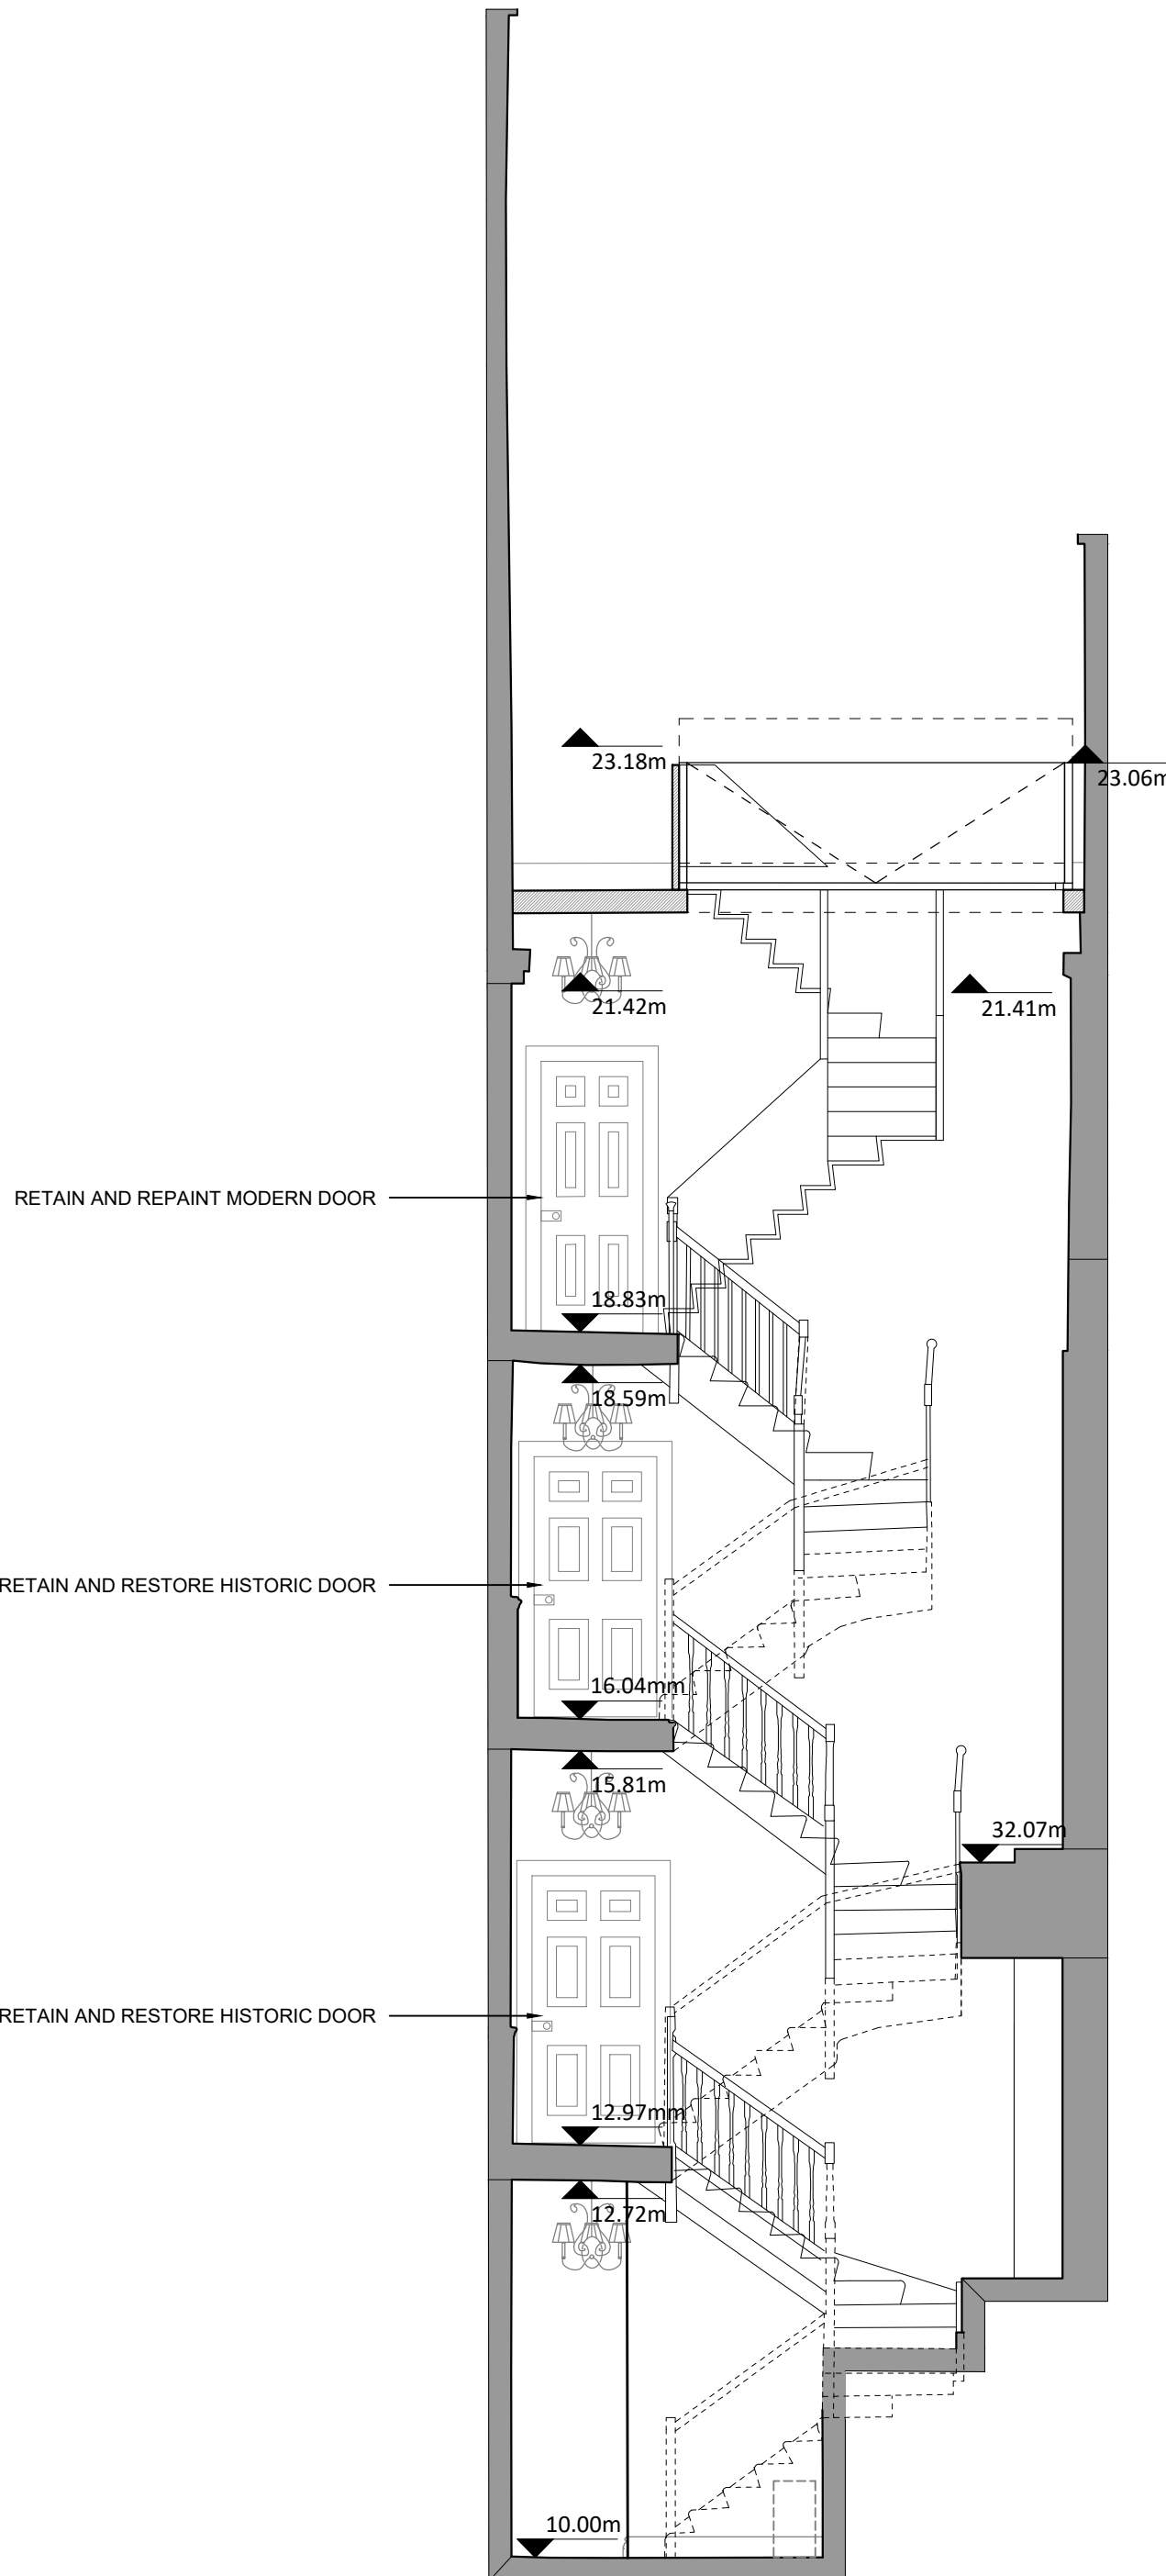 23.18m
23.06m
21.42m
21.41m
RETAIN AND REPAINT MODERN DOOR
18.83m
18.59m
RETAIN AND RESTORE HISTORIC DOOR
16.04mm
15.81m
32.07m
RETAIN AND RESTORE HISTORIC DOOR
12.97mm
12.72m
10.00m